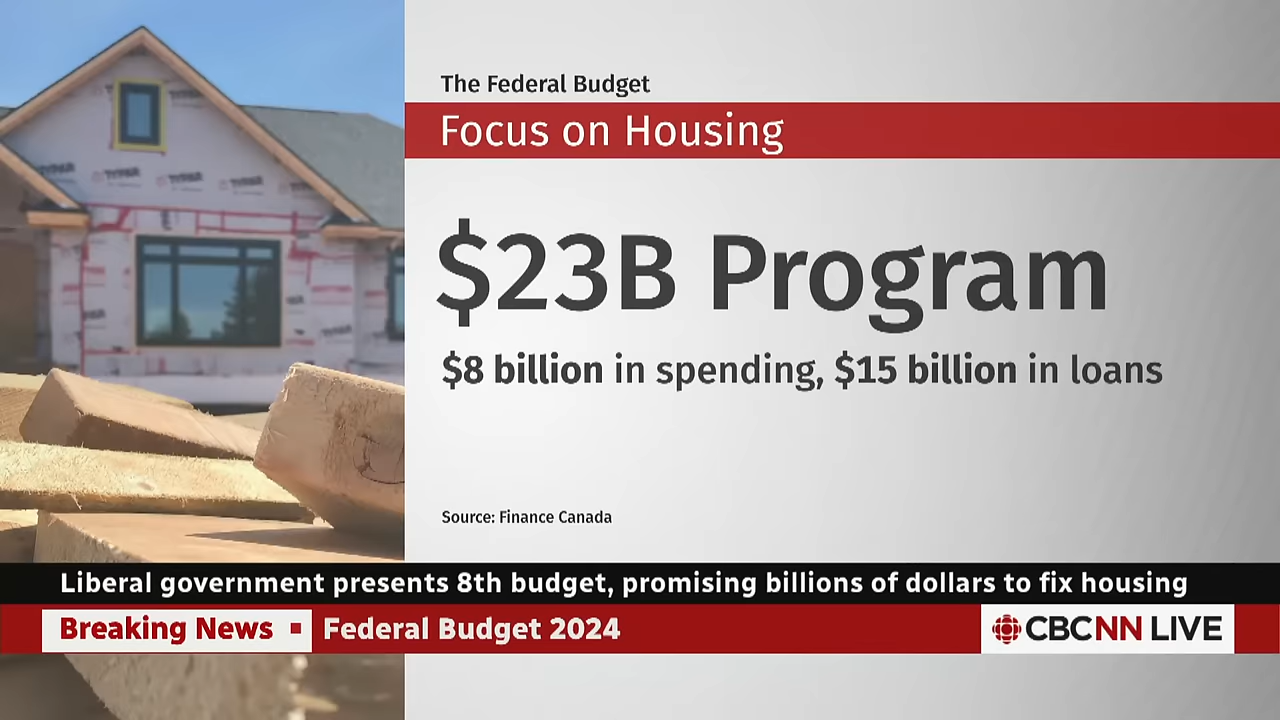 The Federal Budget
Focus on Housing
$23B Program
$8 billion in spending, $15 billion in loans
Source: Finance Canada
Liberal government presents 8th budget, promising billions of dollars to fix housing
Breaking News ▪ Federal Budget 2024
CBCNN LIVE